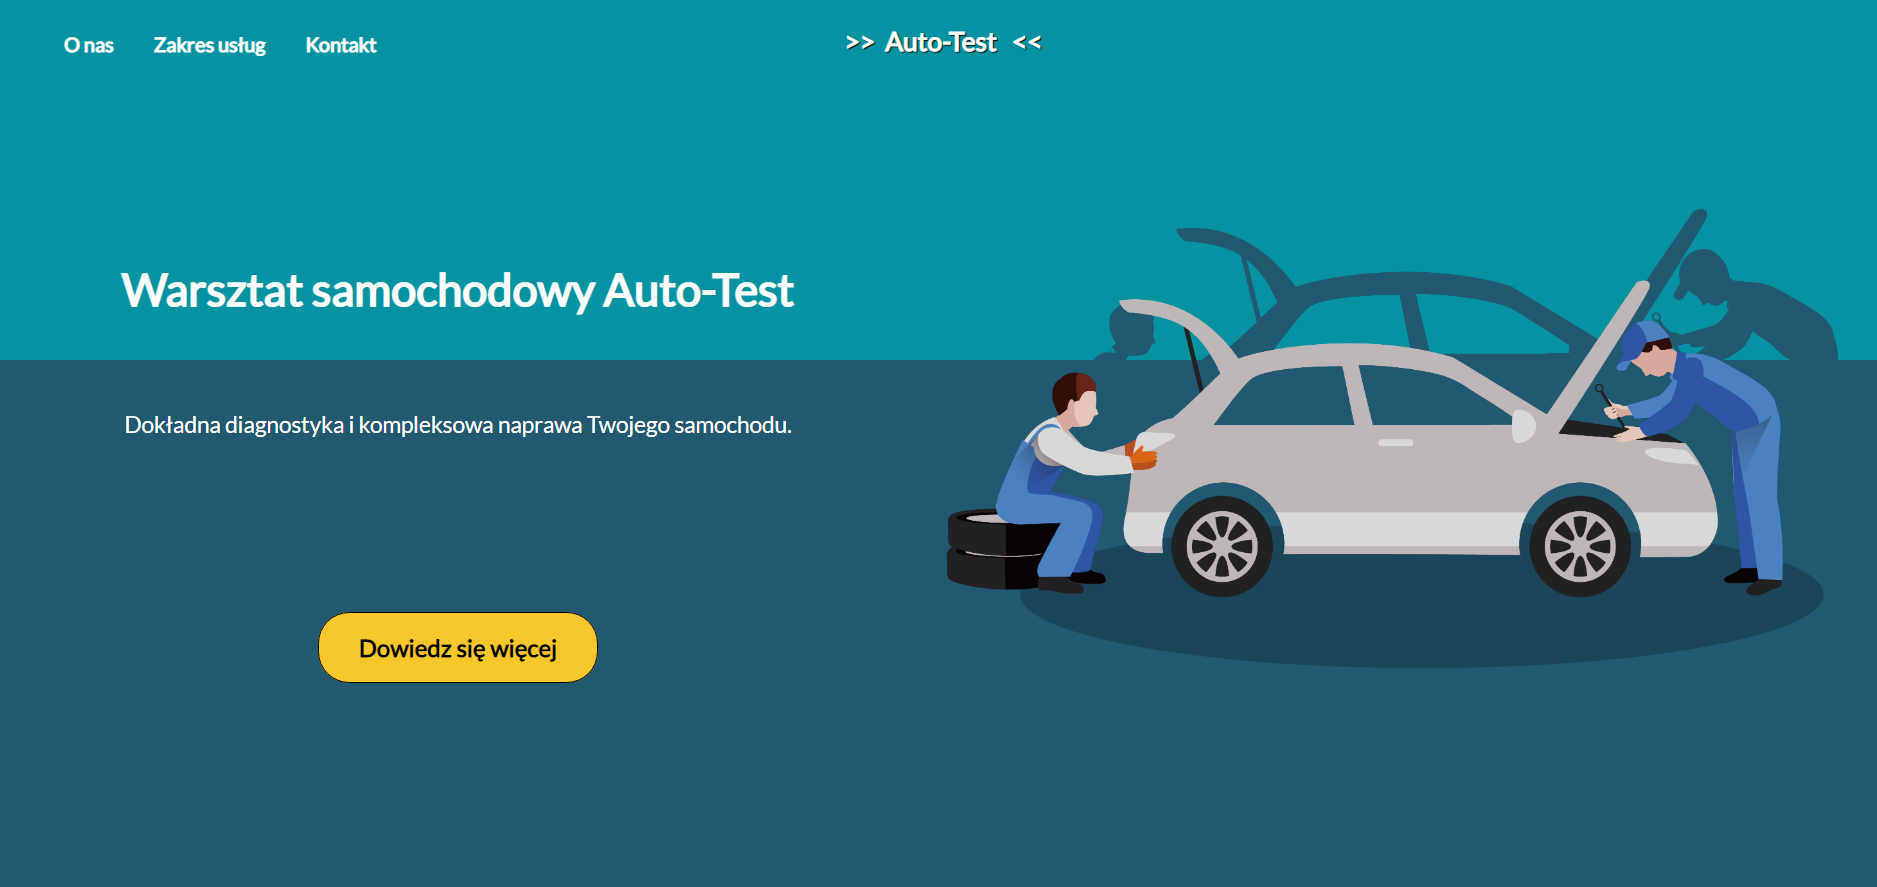 O nas Zakres usług Kontakt >> Auto-Test <<
Warsztat samochodowy Auto-Test
Dokładna diagnostyka i kompleksowa naprawa Twojego samochodu.
Dowiedz się więcej